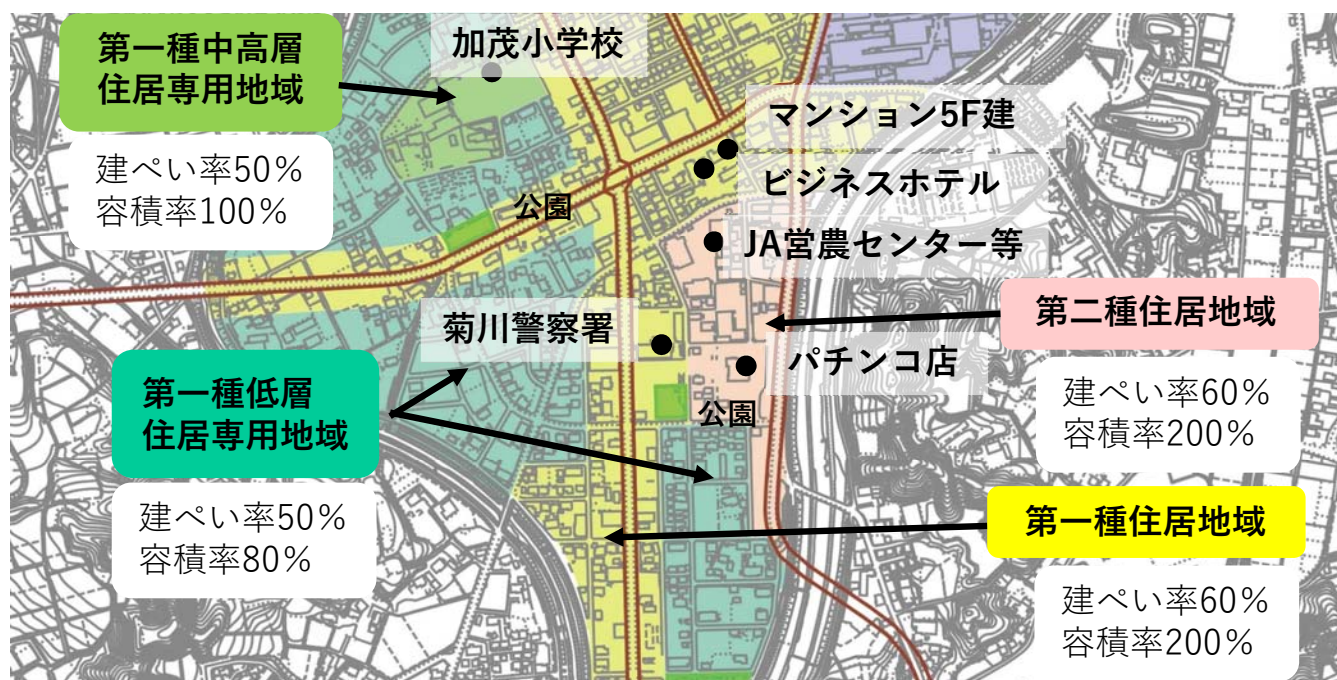 第一種中高層
住居専用地域
建ぺい率50%
容積率100%
加茂小学校
マンション5F建
ビジネスホテル
公園
JA営農センター等
菊川警察署
第二種住居地域
建ぺい率60%
容積率200%
パチンコ店
公園
第一種低層
住居専用地域
建ぺい率50%
容積率80%
第一種住居地域
建ぺい率60%
容積率200%